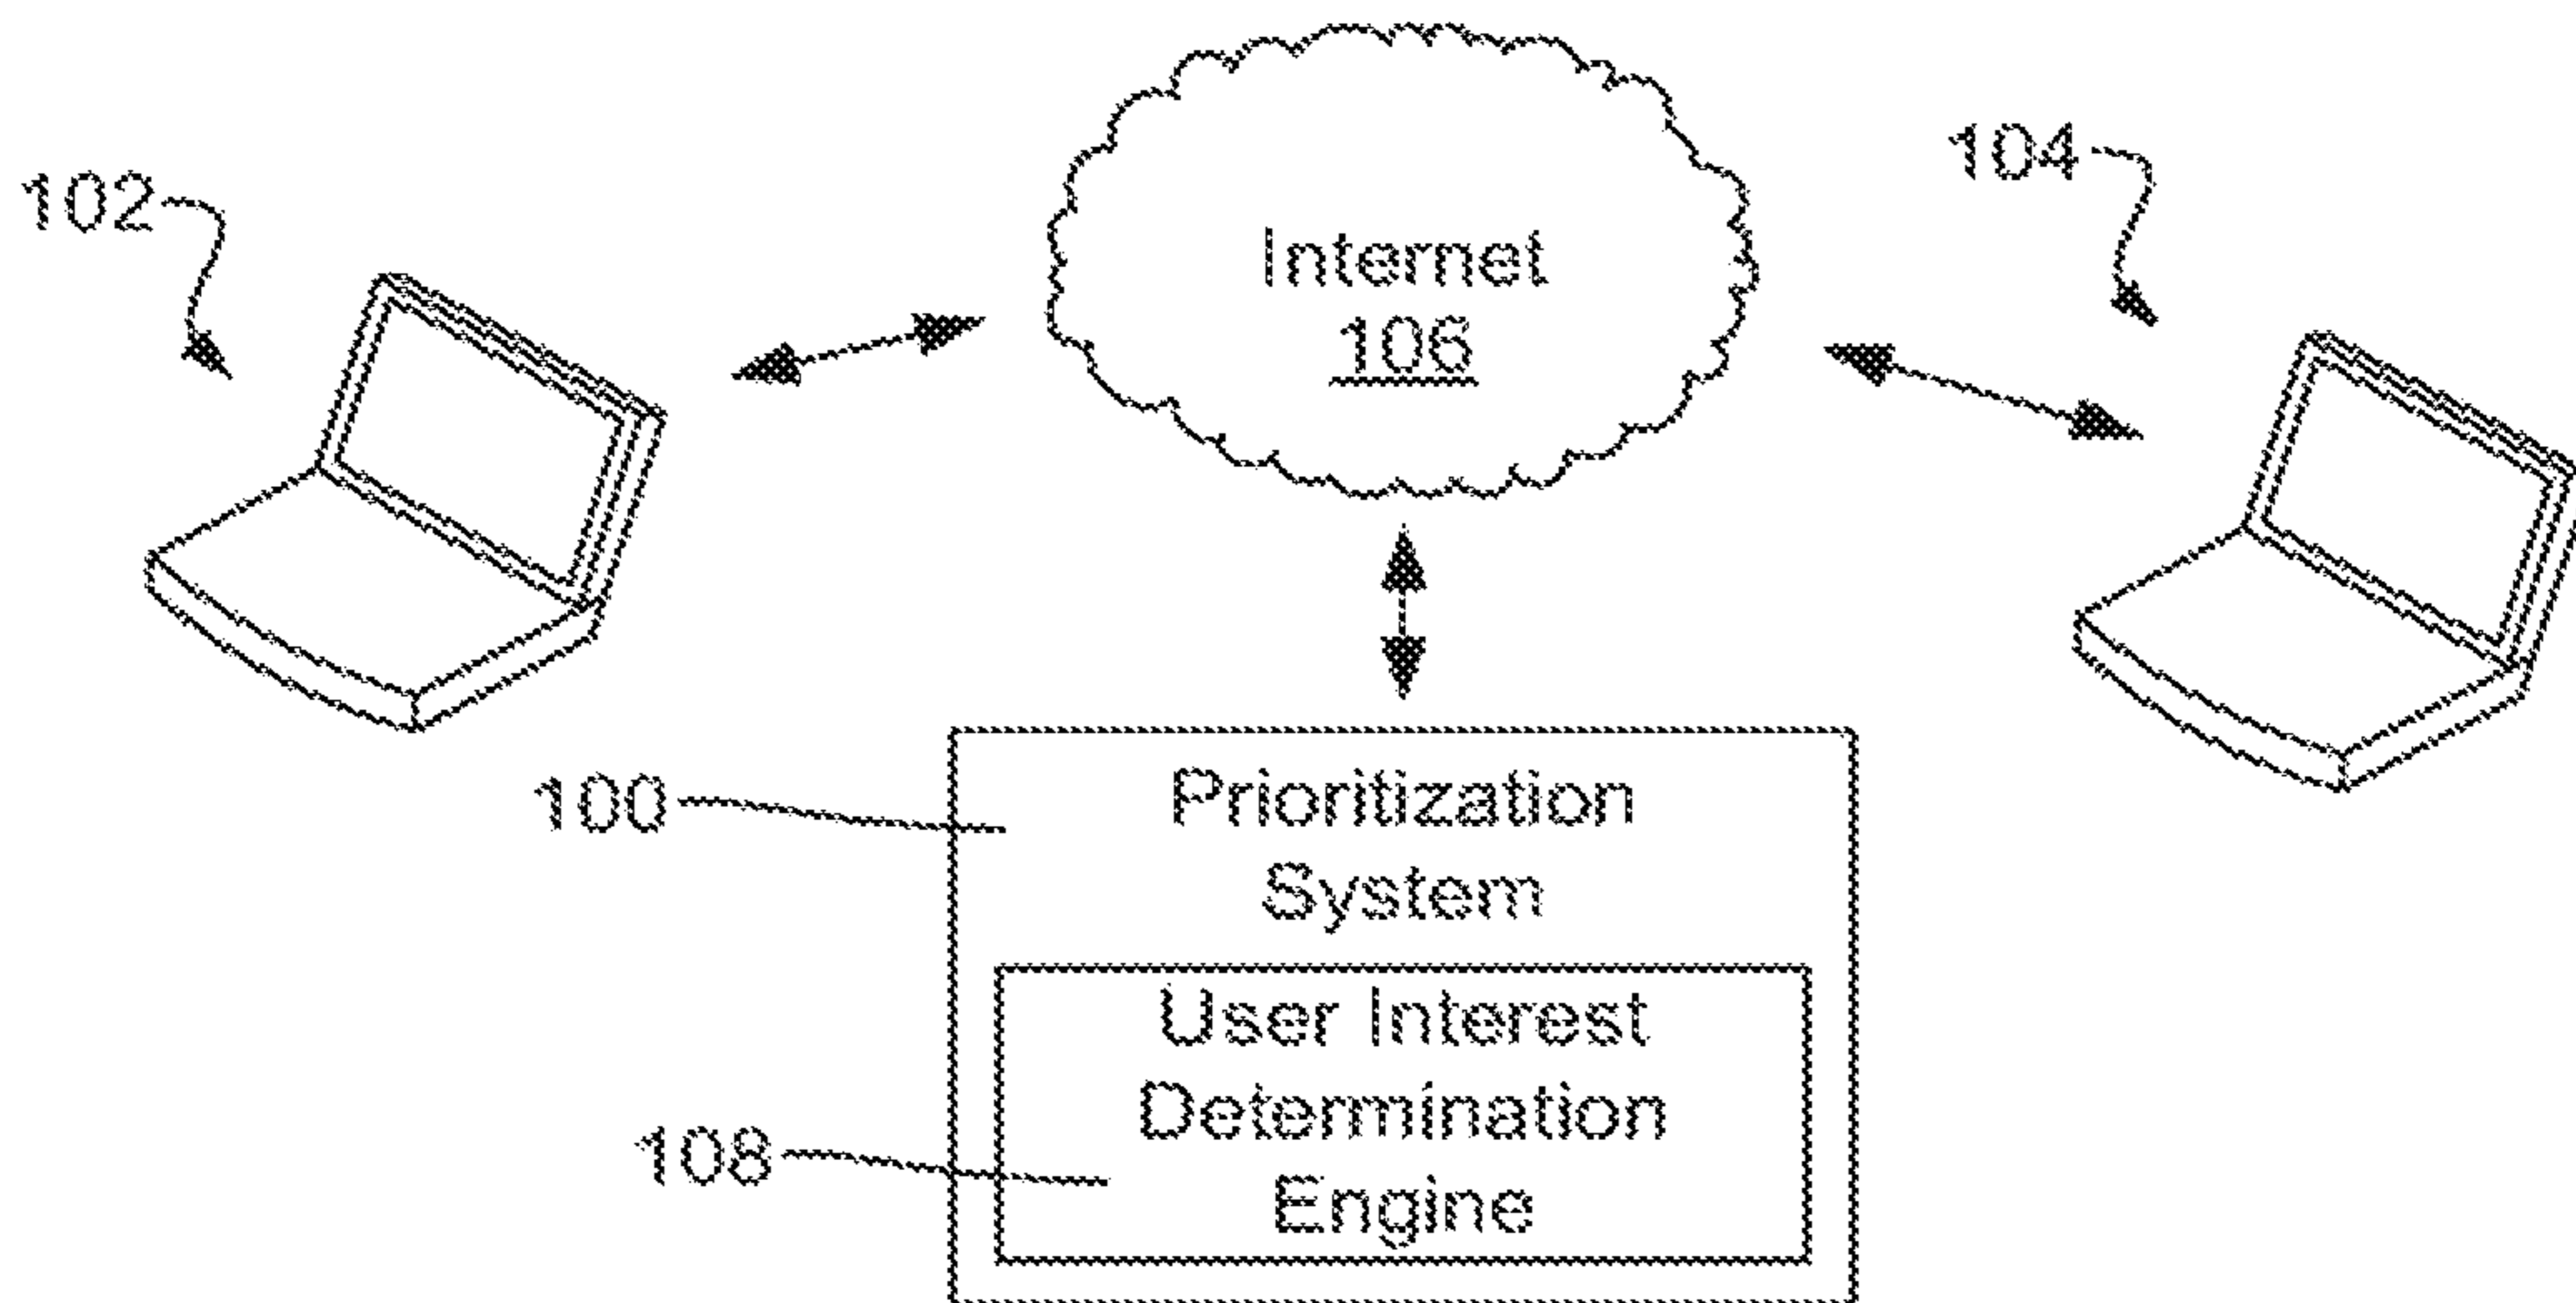 102
104
Internet
106
100
Prioritization
System
User Interest
Determination
108
Engine